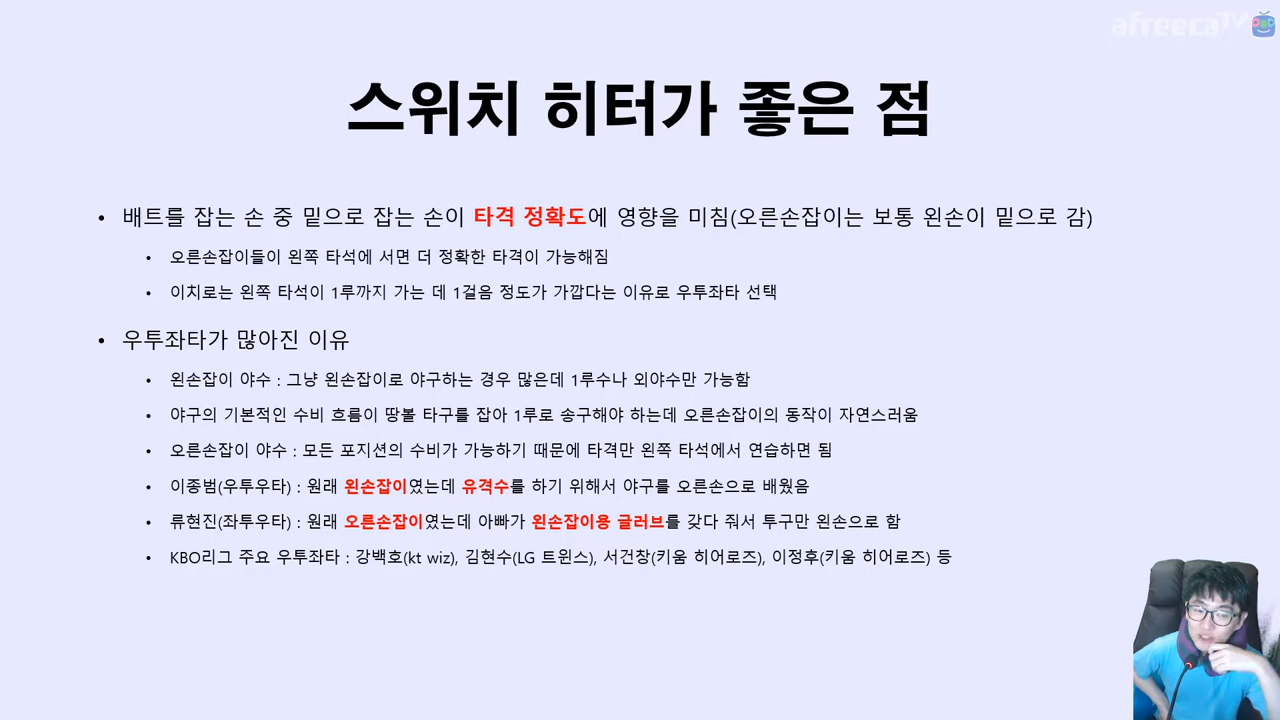 afreecaTV
스위치 히터가 좋은 점
• 배트를 잡는 손 중 밑으로 잡는 손이 타격 정확도에 영향을 미침(오른손잡이는 보통 왼손이 밑으로 감)
• 오른손잡이들이 왼쪽 타석에 서면 더 정확한 타격이 가능해짐
• 이치로는 왼쪽 타석이 1루까지 가는 데 1걸음 정도가 가깝다는 이유로 우투좌타 선택
• 우투좌타가 많아진 이유
• 왼손잡이 야수 : 그냥 왼손잡이로 야구하는 경우 많은데 1루수나 외야수만 가능함
• 야구의 기본적인 수비 흐름이 땅볼 타구를 잡아 1루로 송구해야 하는데 오른손잡이의 동작이 자연스러움
• 오른손잡이 야수 : 모든 포지션의 수비가 가능하기 때문에 타격만 왼쪽 타석에서 연습하면 됨
• 이종범(우투우타) : 원래 왼손잡이였는데 유격수를 하기 위해서 야구를 오른손으로 배웠음
• 류현진(좌투우타) : 원래 오른손잡이였는데 아빠가 왼손잡이용 글러브를 갖다 줘서 투구만 왼손으로 함
• KBO리그 주요 우투좌타 : 강백호(kt wiz), 김현수(LG 트윈스), 서건창(키움 히어로즈), 이정후(키움 히어로즈) 등